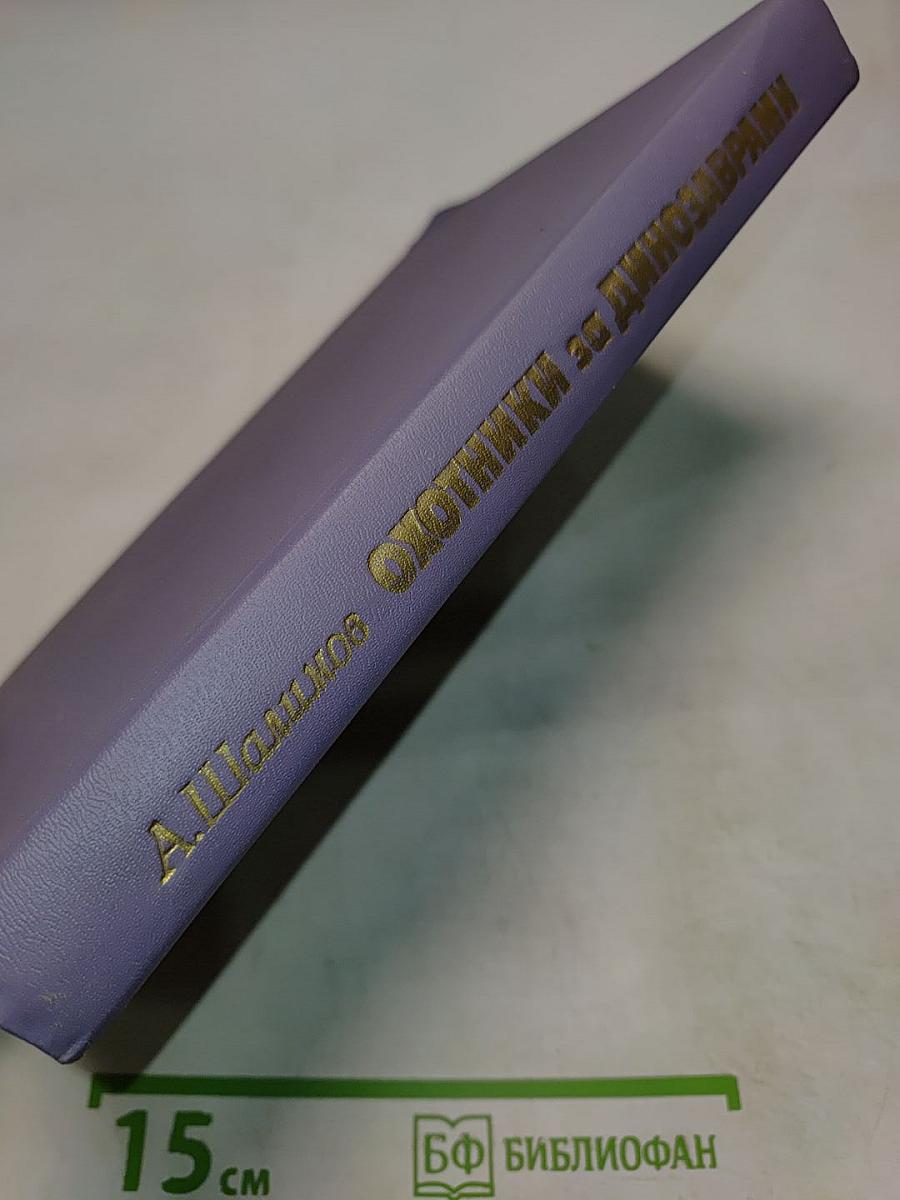 А.Шалимов ОХОТНИКИ за ДИНОЗАВРАМИ
15 см
БФ БИБЛИОФАН